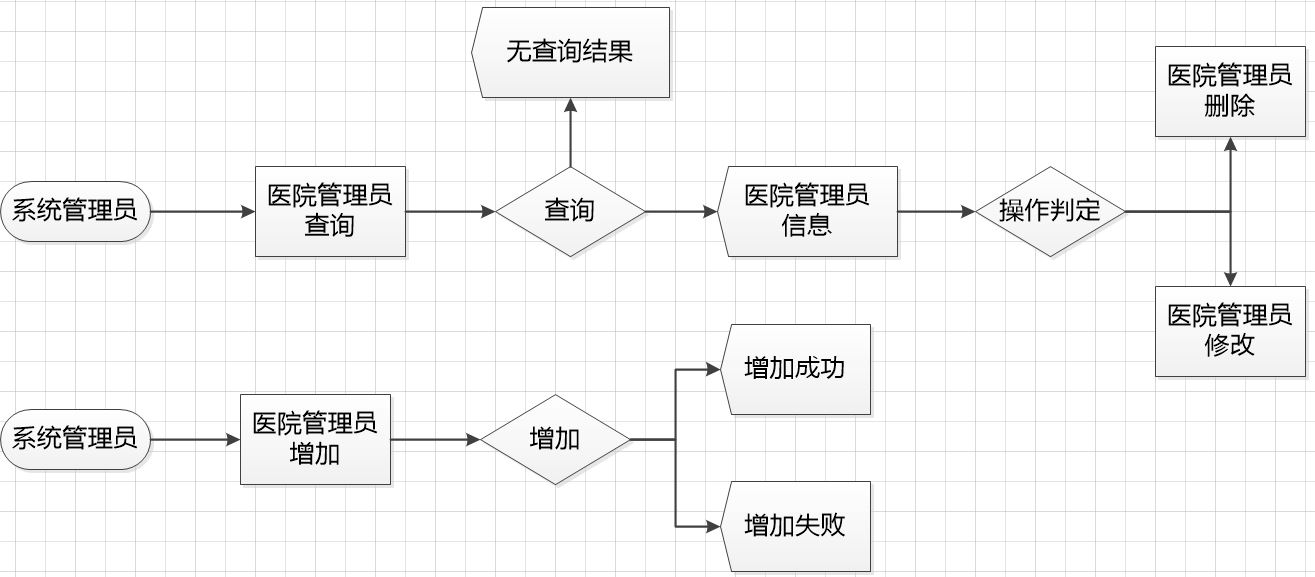 无查询结果
医院管理员
删除
系统管理员
医院管理员
查询
查询
医院管理员
信息
操作判定
医院管理员
修改
增加成功
系统管理员
医院管理员
增加
增加
增加失败